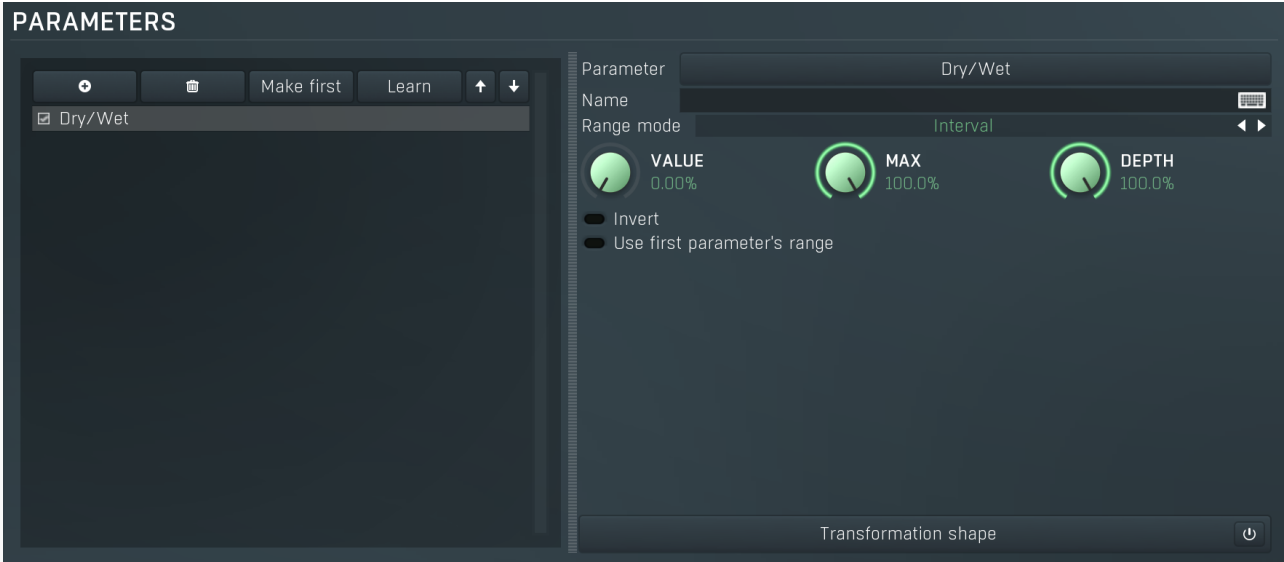 PARAMETERS
Make first
Learn
Dry/Wet
Parameter
Dry/Wet
Name
Range mode
Interval
VALUE
0.00%
MAX
100.0%
DEPTH
100.0%
Invert
Use first parameter's range
Transformation shape